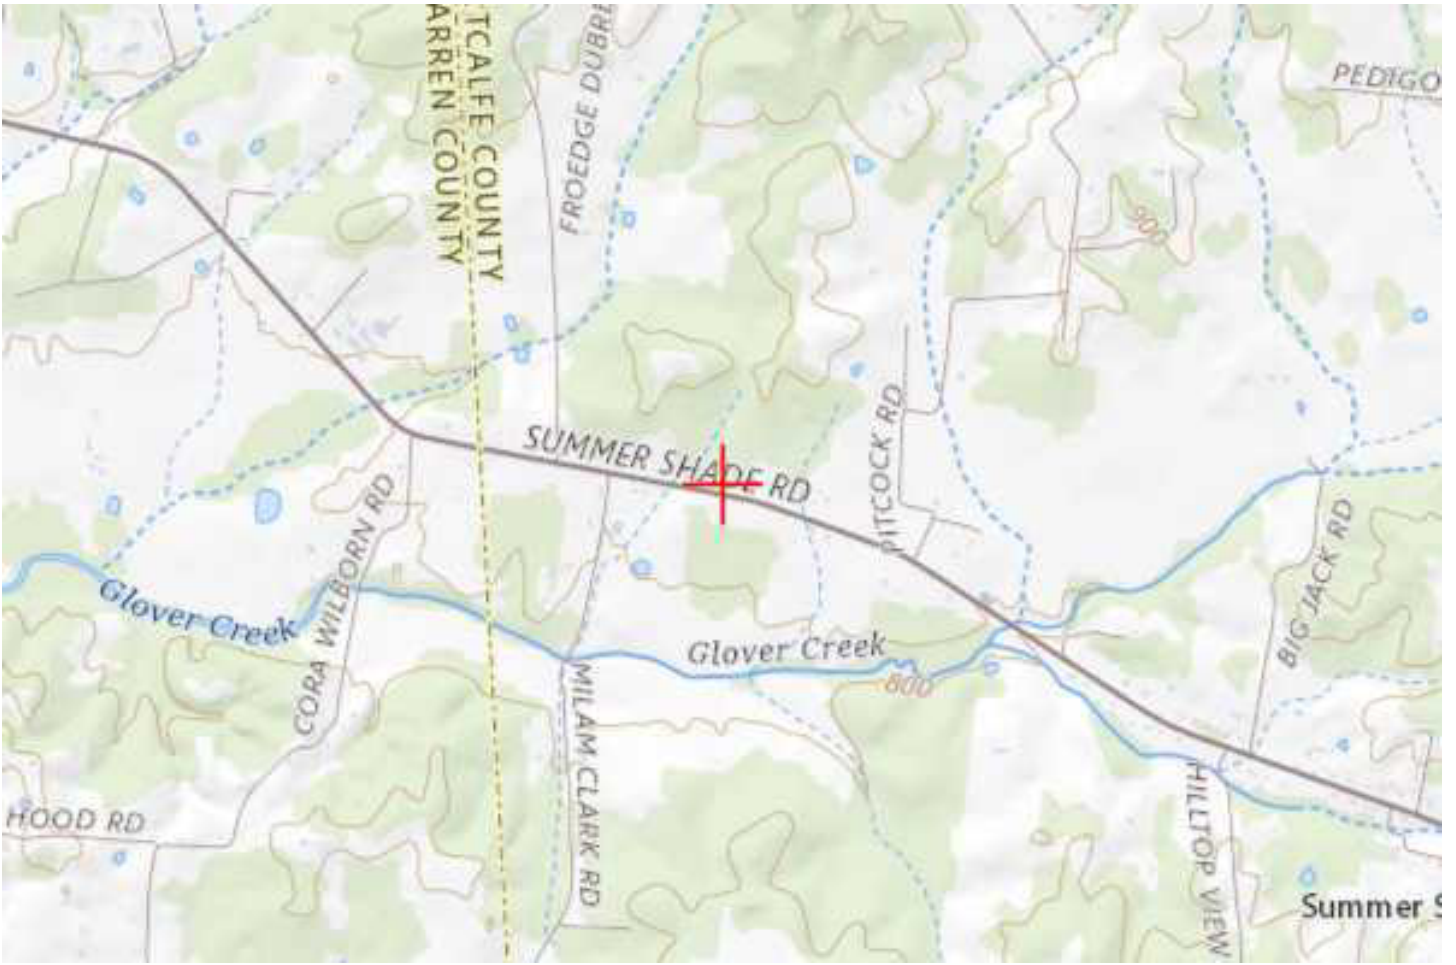 TCALFE COUNTY
ARREN COUNTY
FROEDGE DUBRE
PEDIGO
900
SUMMER SHADE RD
PITCOCK RD
CORA WILBORN RD
BIG JACK RD
Glover Creek
Glover Creek
800
MILAM CLARK RD
HOOD RD
HILLTOP VIEW
Summer S